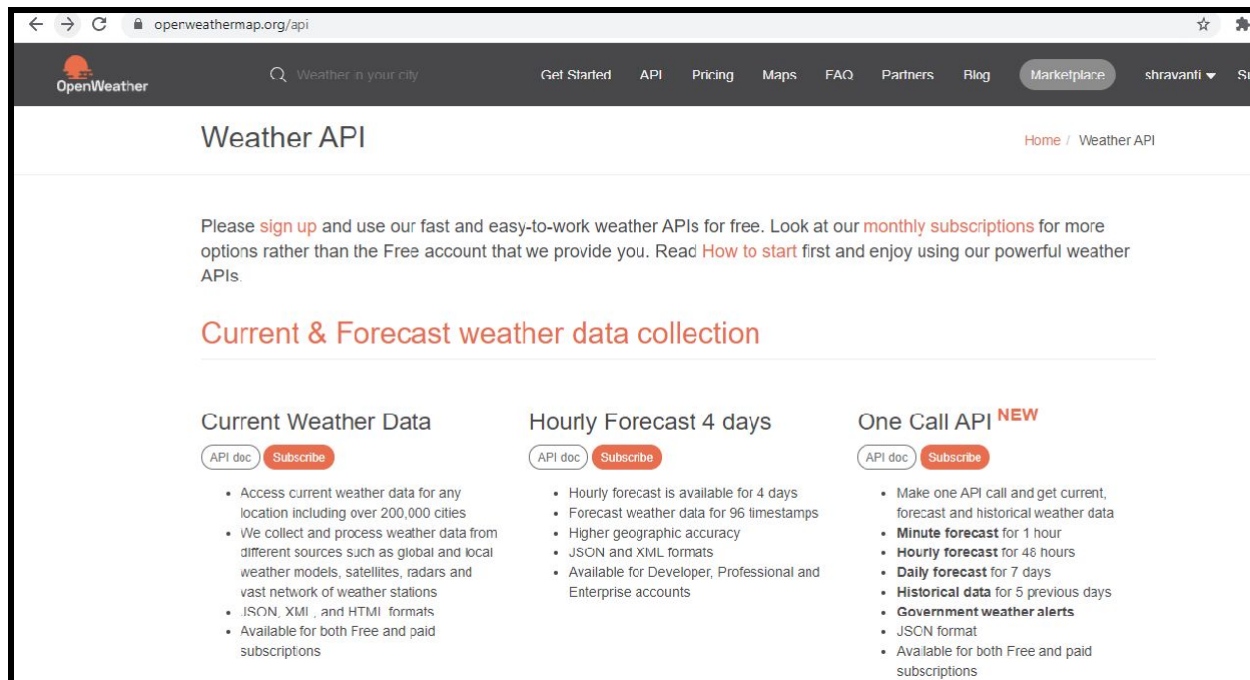 openweathermap.org/api
OpenWeather
Weather in your city
Get Started API Pricing Maps FAQ Partners Blog Marketplace shravanti
Weather API
Home / Weather API
Please sign up and use our fast and easy-to-work weather APIs for free. Look at our monthly subscriptions for more
options rather than the Free account that we provide you. Read How to start first and enjoy using our powerful weather
APIs.
Current & Forecast weather data collection
Current Weather Data
API doc Subscribe
• Access current weather data for any
location including over 200,000 cities
• We collect and process weather data from
different sources such as global and local
weather models, satellites, radars and
vast network of weather stations
• JSON, XML, and HTML formats
• Available for both Free and paid
subscriptions
Hourly Forecast 4 days
API doc Subscribe
• Hourly forecast is available for 4 days
• Forecast weather data for 96 timestamps
• Higher geographic accuracy
• JSON and XML formats
• Available for Developer, Professional and
Enterprise accounts
One Call API NEW
API doc Subscribe
• Make one API call and get current,
forecast and historical weather data
• Minute forecast for 1 hour
• Hourly forecast for 48 hours
• Daily forecast for 7 days
• Historical data for 5 previous days
• Government weather alerts
• JSON format
• Available for both Free and paid
subscriptions